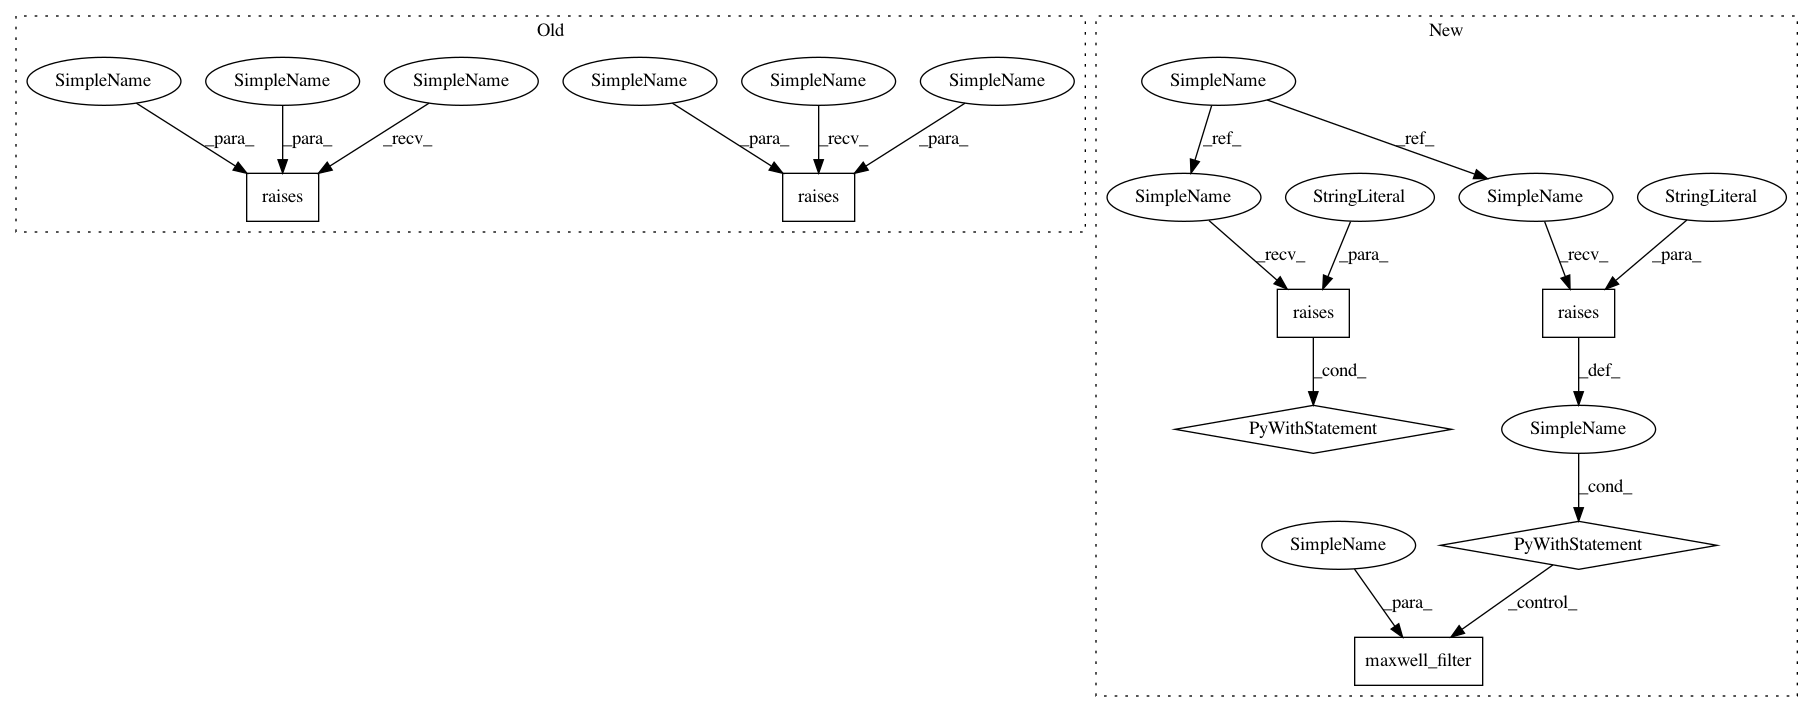 Old
New
SimpleName
SimpleName
SimpleName
SimpleName
SimpleName
SimpleName
SimpleName
_para_
_para_
_recv_
_para_
_recv_
_para_
_ref_
_ref_
raises
raises
SimpleName
StringLiteral
SimpleName
StringLiteral
_recv_
_para_
_recv_
_para_
raises
raises
_cond_
_def_
PyWithStatement
SimpleName
_cond_
SimpleName
PyWithStatement
_para_
_control_
maxwell_filter